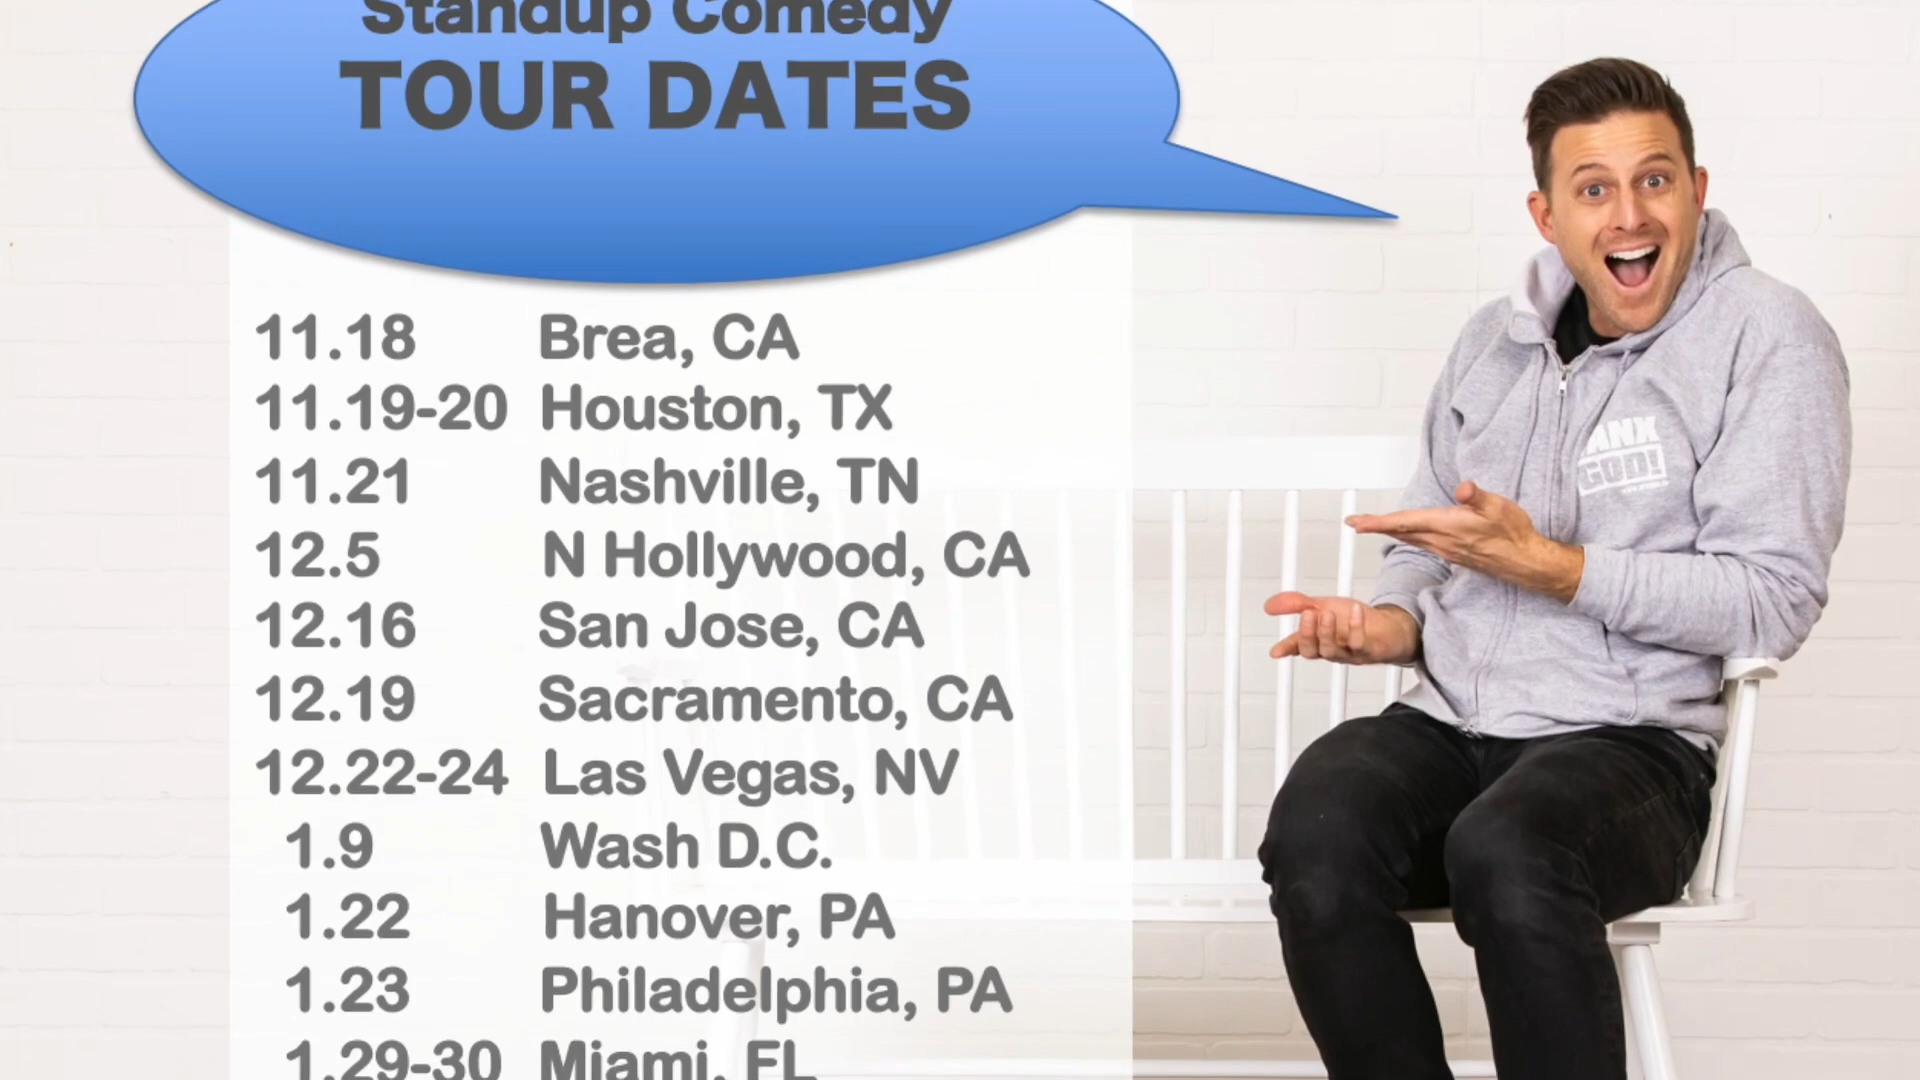 Standup Comedy
TOUR DATES
11.18 Brea, CA
11.19-20 Houston, TX
11.21 Nashville, TN
12.5 N Hollywood, CA
12.16 San Jose, CA
12.19 Sacramento, CA
12.22-24 Las Vegas, NV
1.9 Wash D.C.
1.22 Hanover, PA
1.23 Philadelphia, PA
1.29-30 Miami, FL
ANX
GOD!